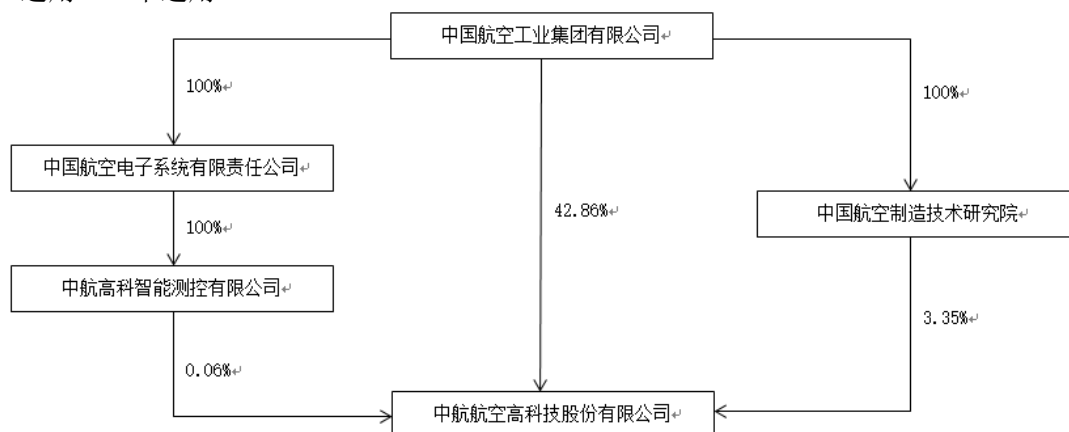 中国航空工业集团有限公司
100%
100%
中国航空电子系统有限责任公司
42.86%
中国航空制造技术研究院
100%
中航高科智能测控有限公司
3.35%
0.06%
中航航空高科技股份有限公司